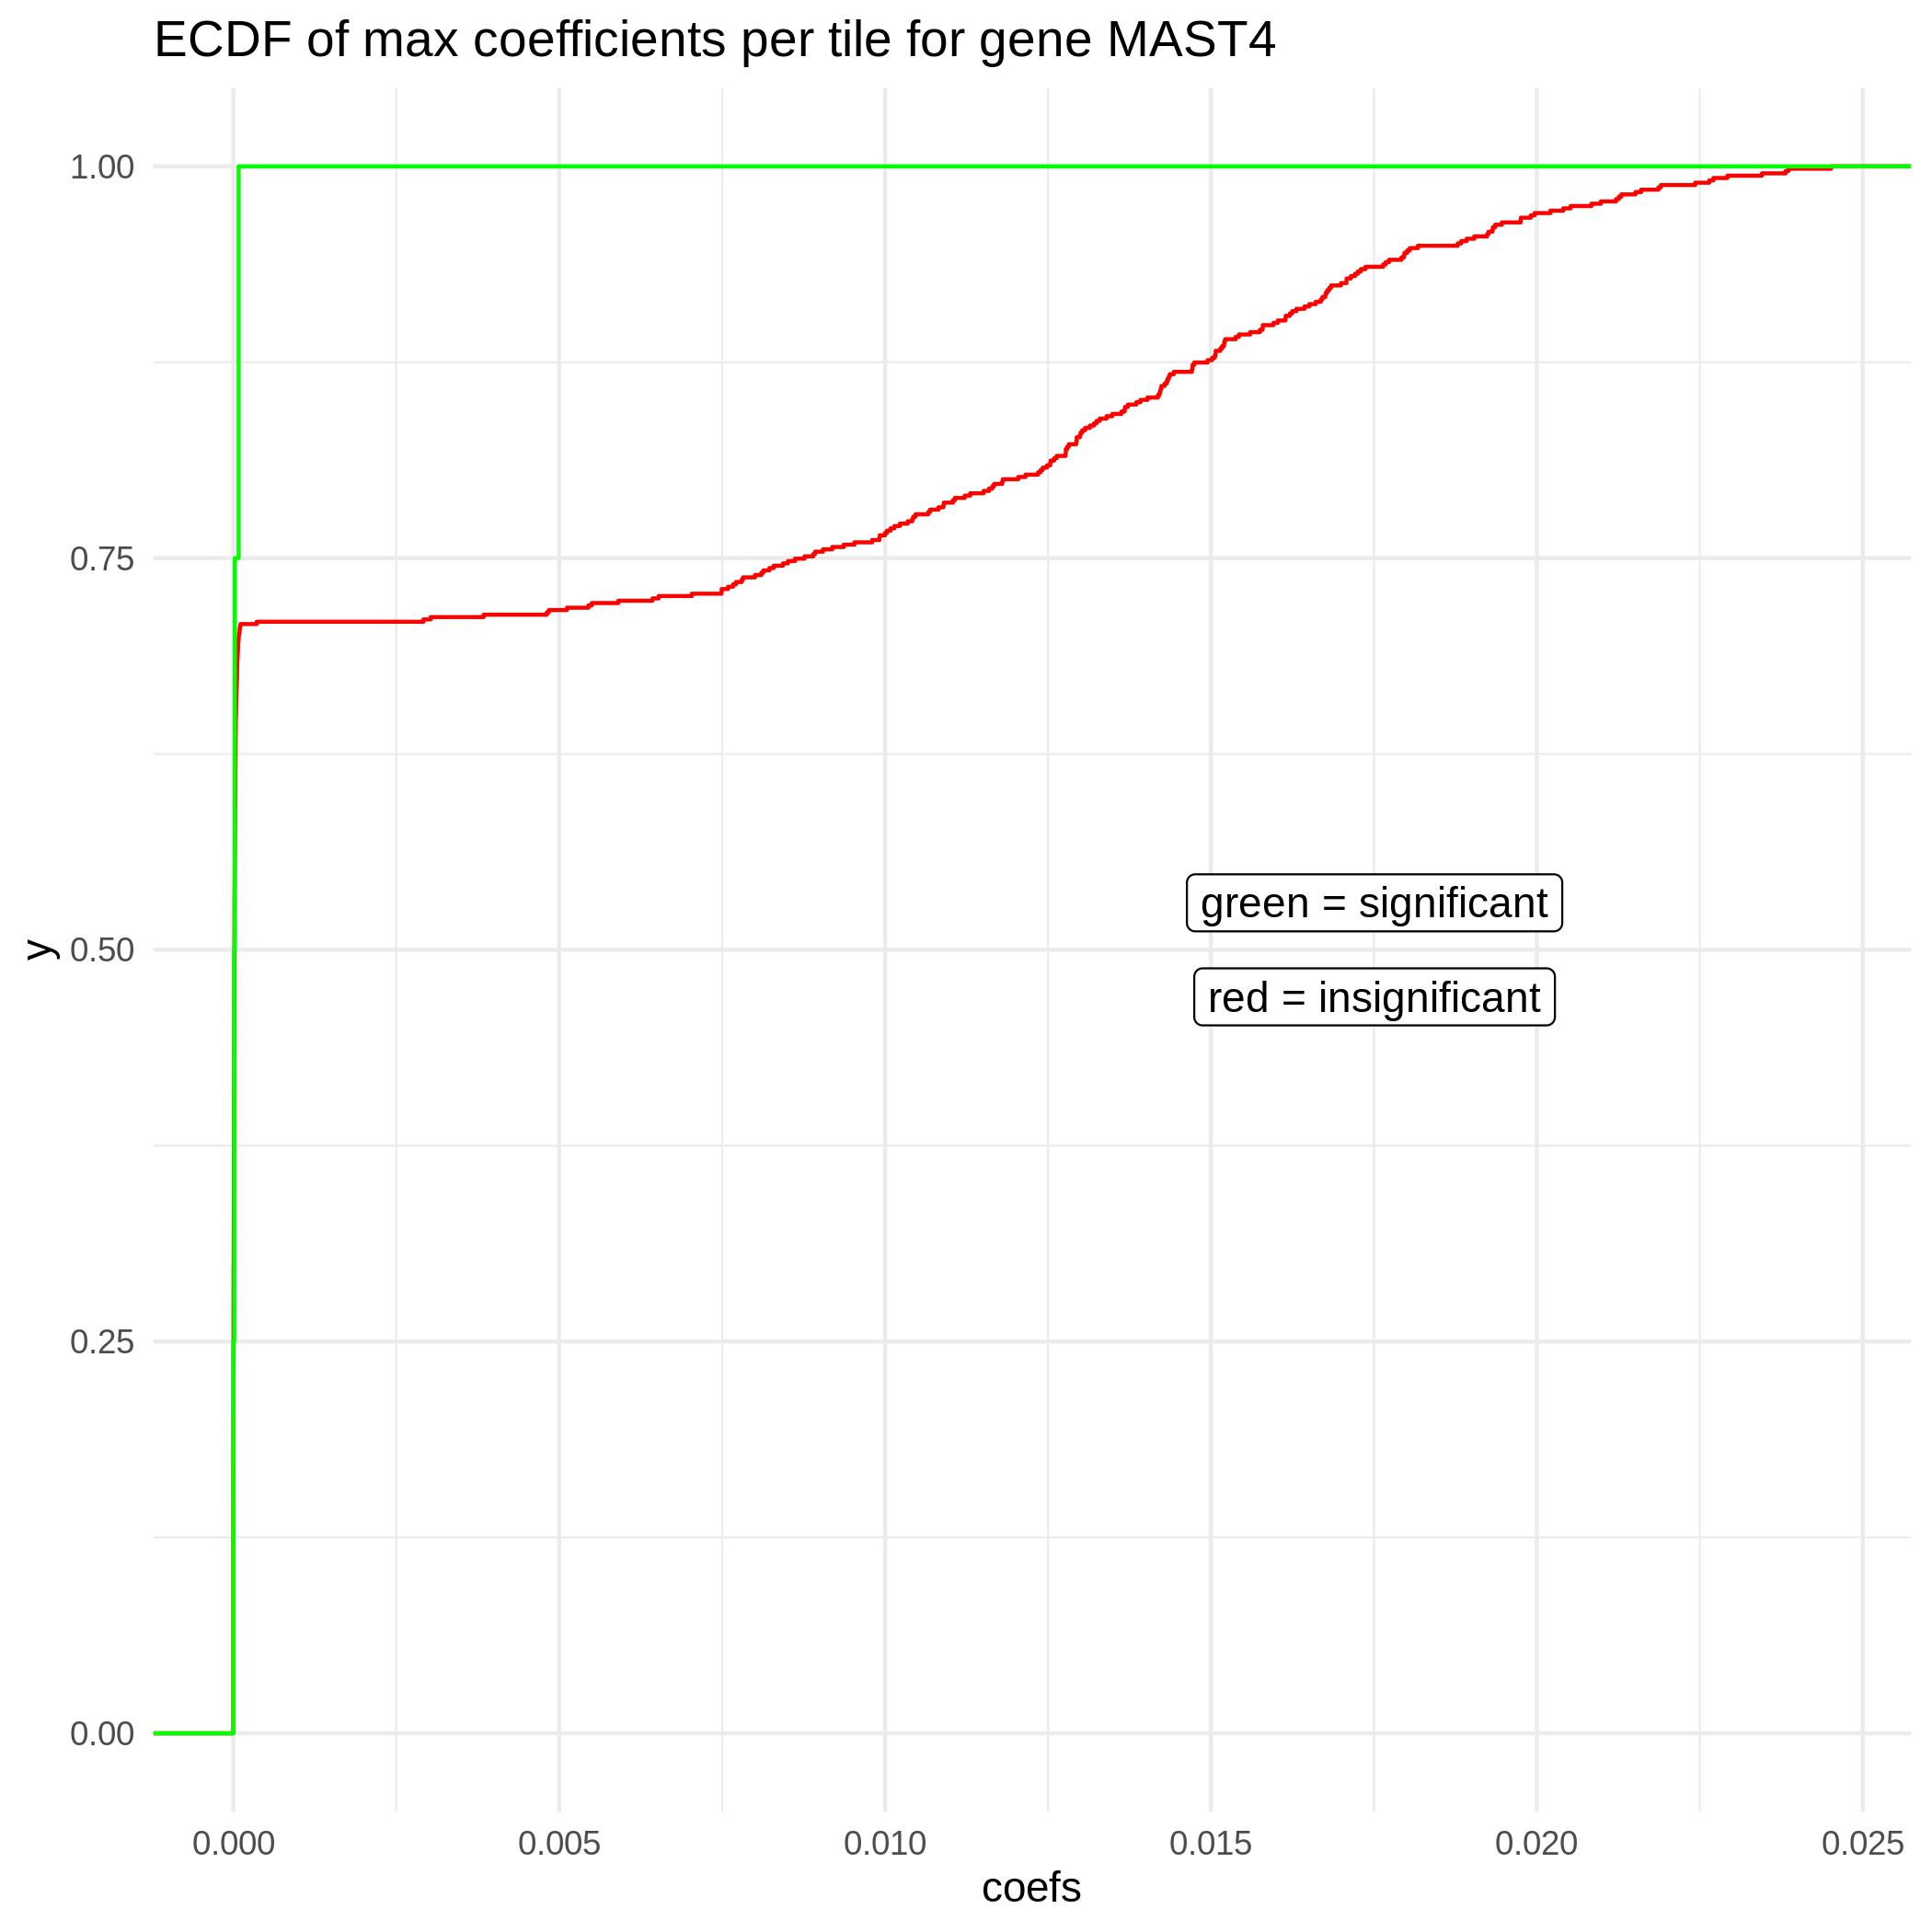 ECDF of max coefficients per tile for gene MAST4
1.00
0.75
0.50
0.25
0.00
y
green = significant
red = insignificant
0.000
0.005
0.010
0.015
0.020
0.025
coefs